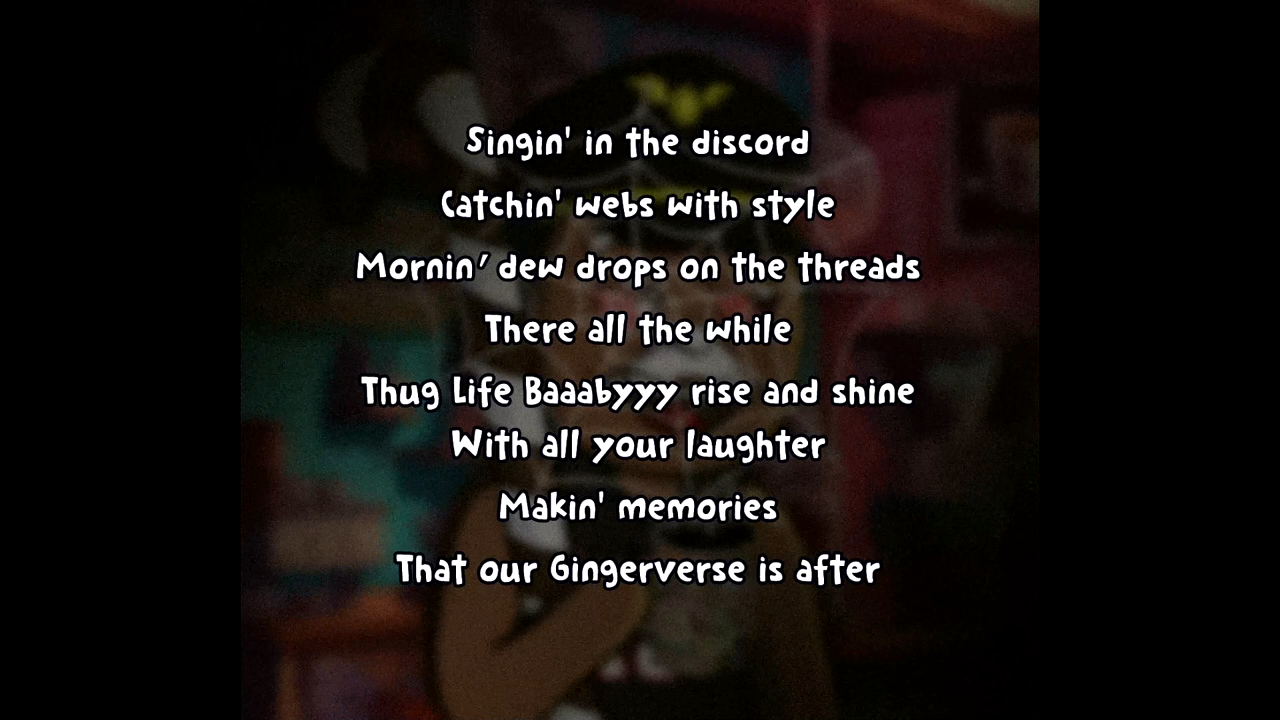 Singin' in the discord
Catchin' webs with style
Mornin’ dew drops on the threads
There all the while
Thug Life Baaabyyy rise and shine
With all your laughter
Makin' memories
That our Gingerverse is after